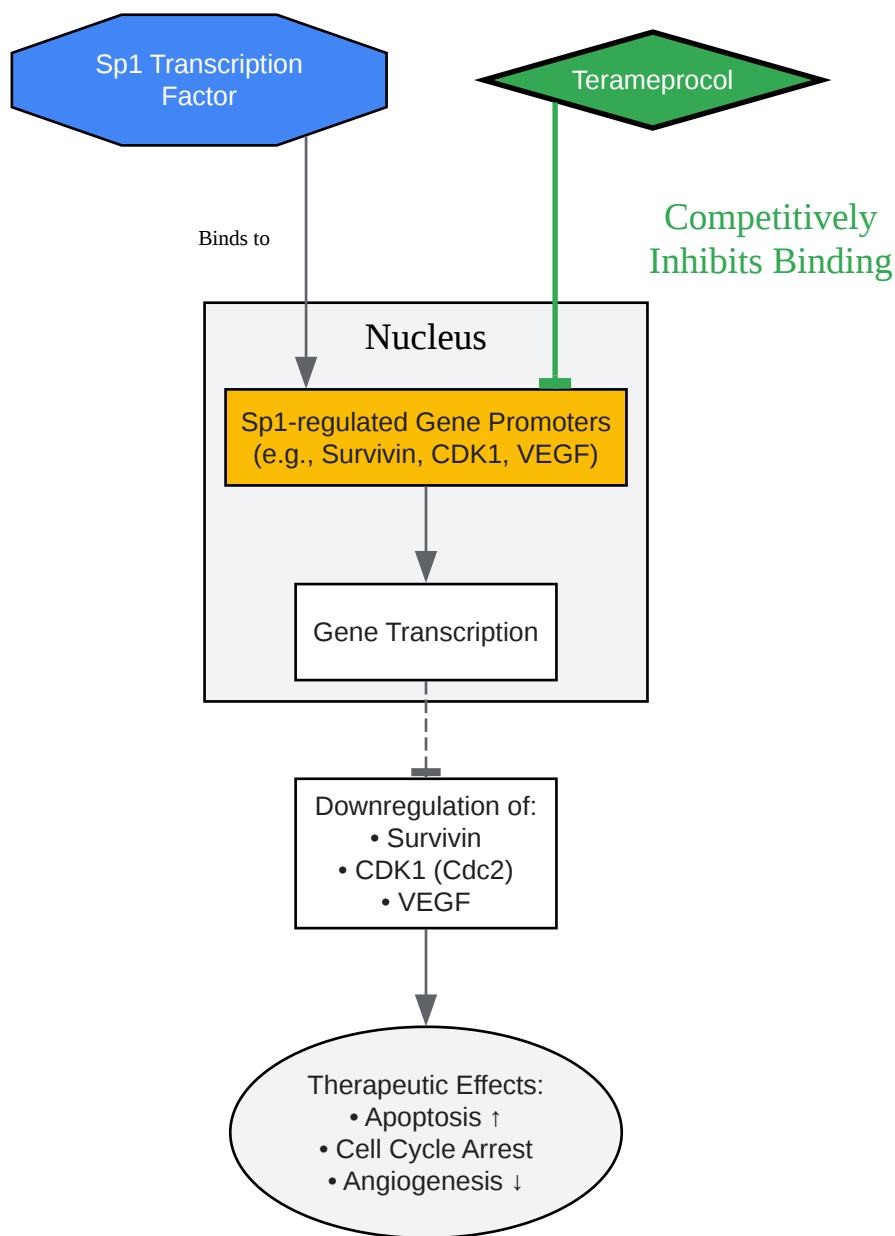 Sp1 Transcription
Factor
Terameprocol
Binds to
Competitively
Inhibits Binding
Nucleus
Sp1-regulated Gene Promoters
(e.g., Survivin, CDK1, VEGF)
Gene Transcription
Downregulation of:
• Survivin
• CDK1 (Cdc2)
• VEGF
Therapeutic Effects:
• Apoptosis ↑
• Cell Cycle Arrest
• Angiogenesis ↓